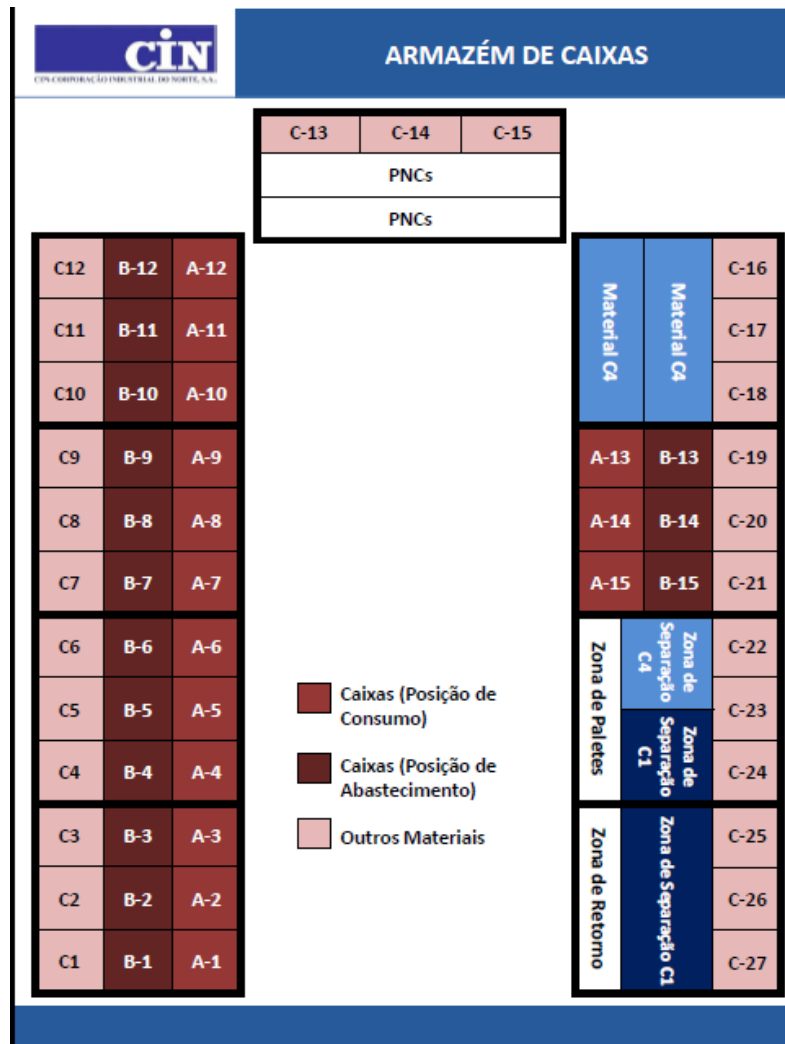 CIN
CIN-CORPORAÇÃO INDUSTRIAL DO NORTE, S.A.
ARMAZÉM DE CAIXAS
C-13 C-14 C-15
PNCs
PNCs
C12 B-12 A-12
C11 B-11 A-11
C10 B-10 A-10
C9 B-9 A-9
C8 B-8 A-8
C7 B-7 A-7
C6 B-6 A-6
C5 B-5 A-5
C4 B-4 A-4
C3 B-3 A-3
C2 B-2 A-2
C1 B-1 A-1
Caixas (Posição de
Consumo)
Caixas (Posição de
Abastecimento)
Outros Materiais
Material C4
Material C4
C-16
C-17
C-18
A-13 B-13 C-19
A-14 B-14 C-20
A-15 B-15 C-21
Zona de Paletes
Zona de
Separação
C4
Zona de
Separação
C1
C-22
C-23
C-24
Zona de Retorno
Zona de Separação C1
C-25
C-26
C-27